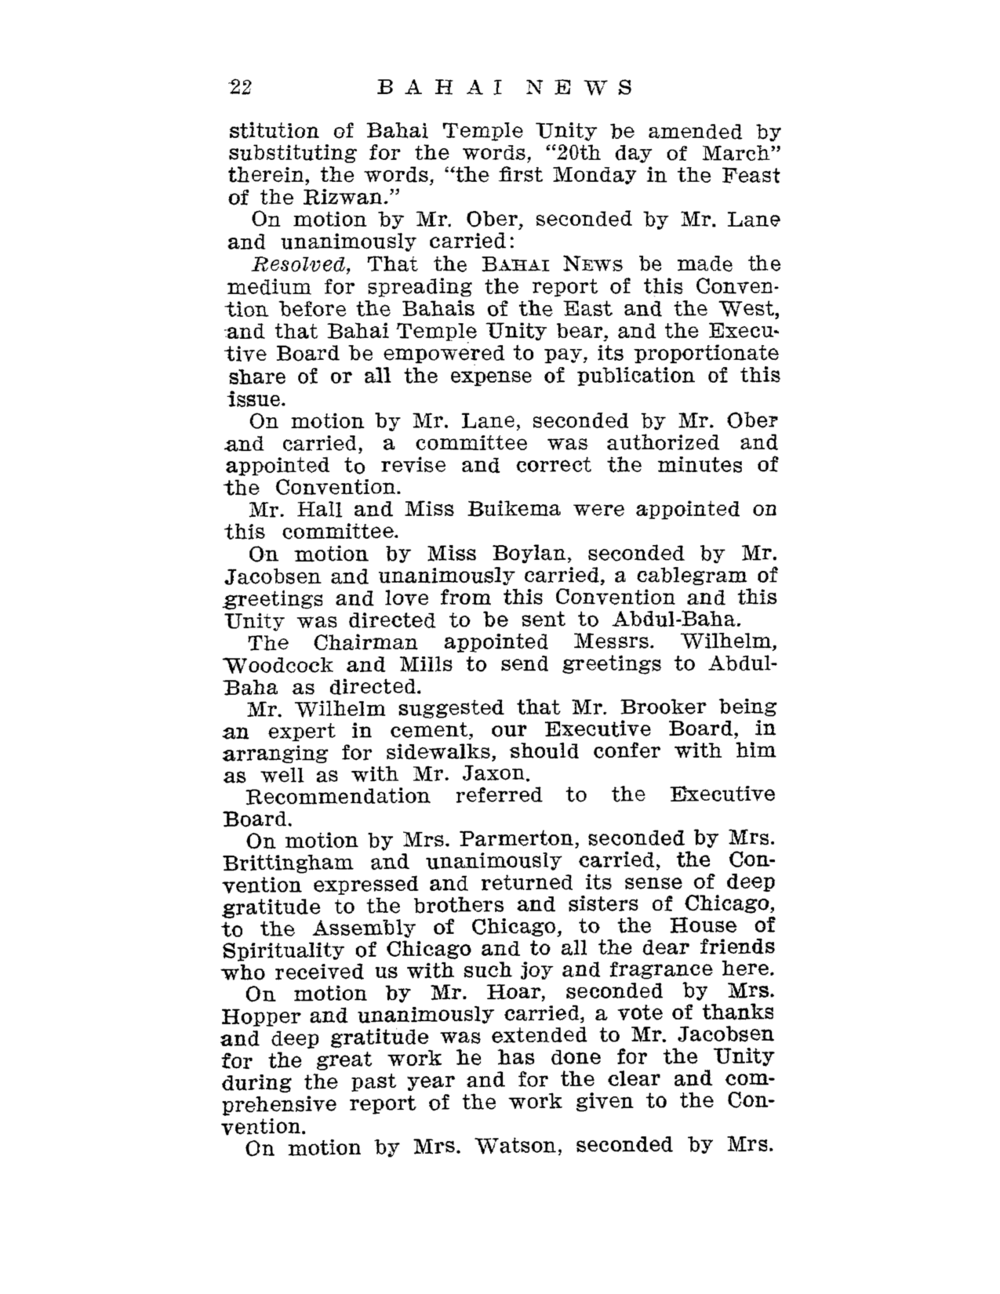 22 BAHAI NEWS
stitution of Bahai Temple Unity be amended by
substituting for the words, “20th day of March”
therein, the words, “the first Monday in the Feast
of the Rizwan.”
On motion by Mr. Ober, seconded by Mr. Lane
and unanimously carried:
Resolved, That the BAHAI NEWS be made the
medium for spreading the report of this Conven-
tion before the Bahais of the East and the West,
and that Bahai Temple Unity bear, and the Execu-
tive Board be empowered to pay, its proportionate
share of or all the expense of publication of this
issue.
On motion by Mr. Lane, seconded by Mr. Ober
and carried, a committee was authorized and
appointed to revise and correct the minutes of
the Convention.
Mr. Hall and Miss Buikema were appointed on
this committee.
On motion by Miss Boylan, seconded by Mr.
Jacobsen and unanimously carried, a cablegram of
greetings and love from this Convention and this
Unity was directed to be sent to Abdul-Baha.
The Chairman appointed Messrs. Wilhelm,
Woodcock and Mills to send greetings to Abdul-
Baha as directed.
Mr. Wilhelm suggested that Mr. Brooker being
an expert in cement, our Executive Board, in
arranging for sidewalks, should confer with him
as well as with Mr. Jaxon.
Recommendation referred to the Executive
Board.
On motion by Mrs. Parmerton, seconded by Mrs.
Brittingham and unanimously carried, the Con-
vention expressed and returned its sense of deep
gratitude to the brothers and sisters of Chicago,
to the Assembly of Chicago, to the House of
Spirituality of Chicago and to all the dear friends
who received us with such joy and fragrance here.
On motion by Mr. Hoar, seconded by Mrs.
Hopper and unanimously carried, a vote of thanks
and deep gratitude was extended to Mr. Jacobsen
for the great work he has done for the Unity
during the past year and for the clear and com-
prehensive report of the work given to the Con-
vention.
On motion by Mrs. Watson, seconded by Mrs.